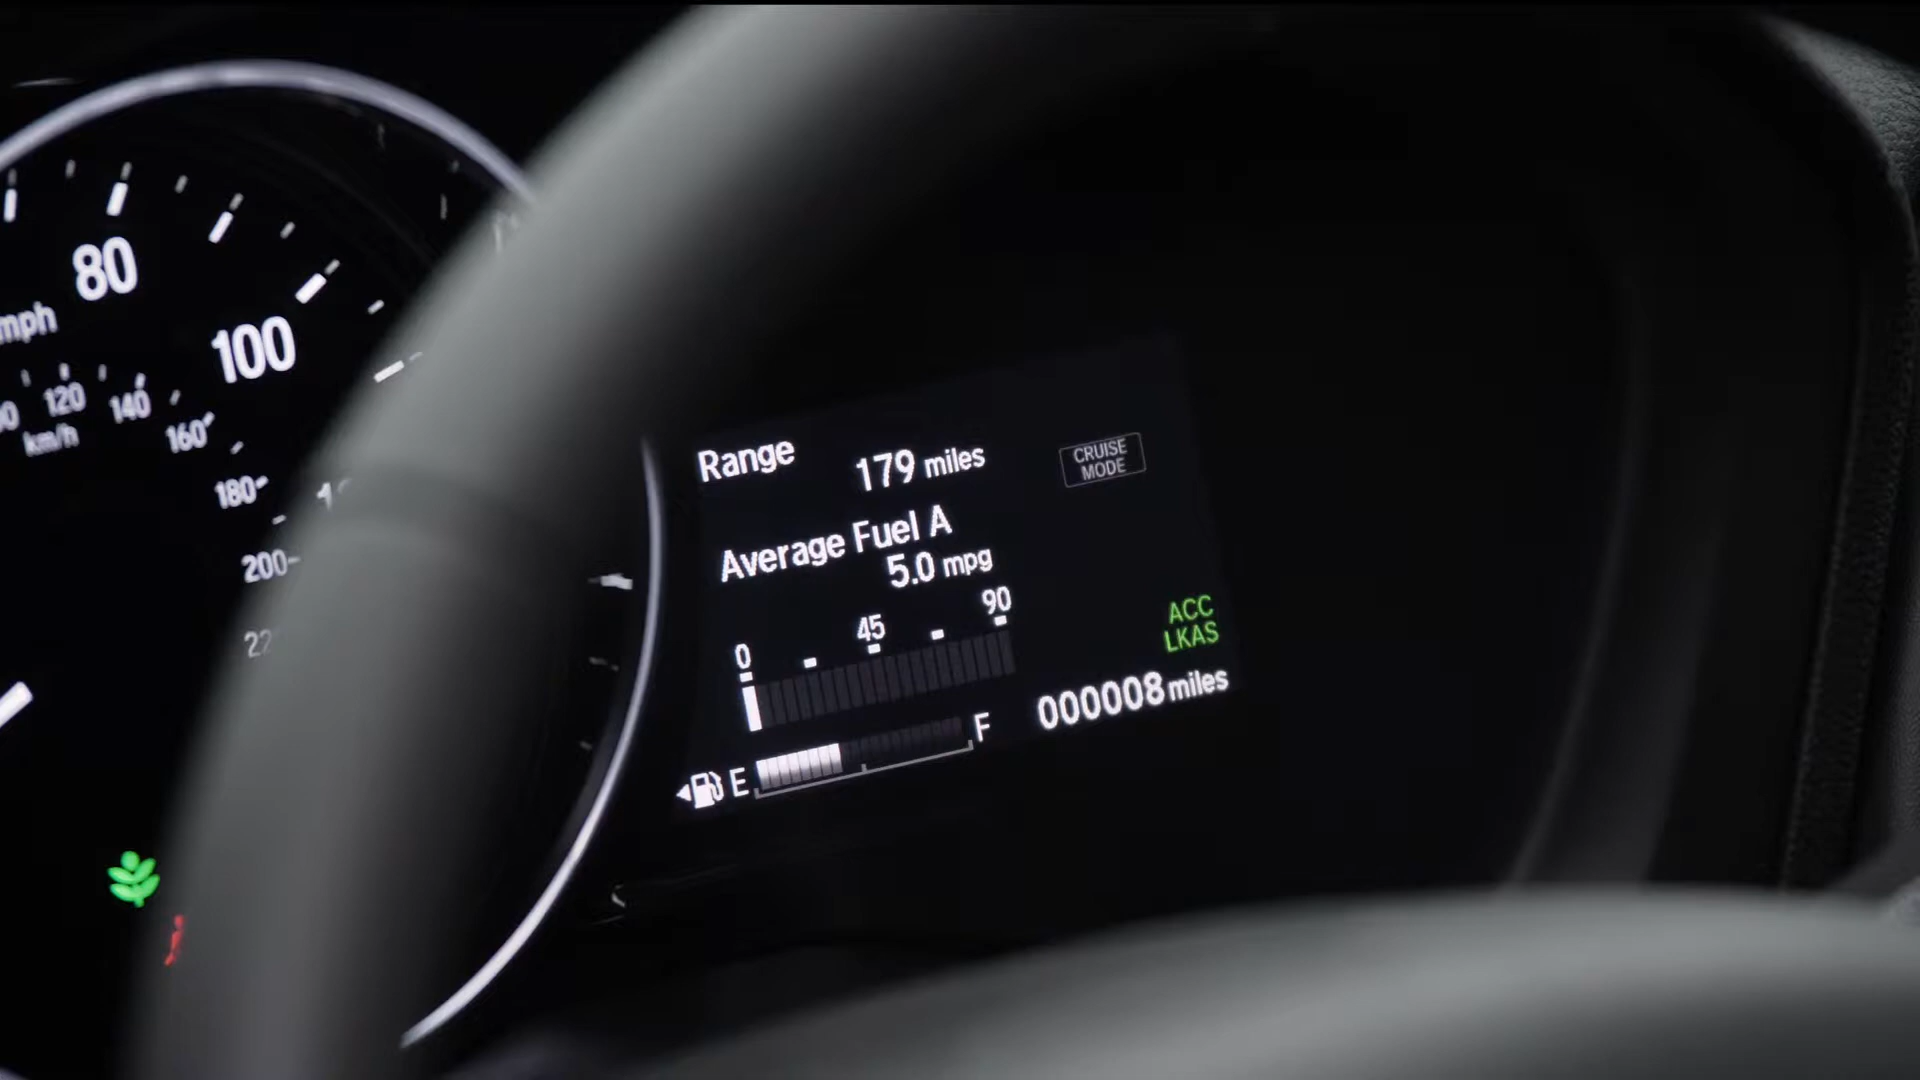 80
mph
100
120
140
km/h
160
180
200
Range
179 miles
CRUISE
MODE
Average Fuel A
5.0 mpg
0
45
90
ACC
LKAS
000008 miles
E
F